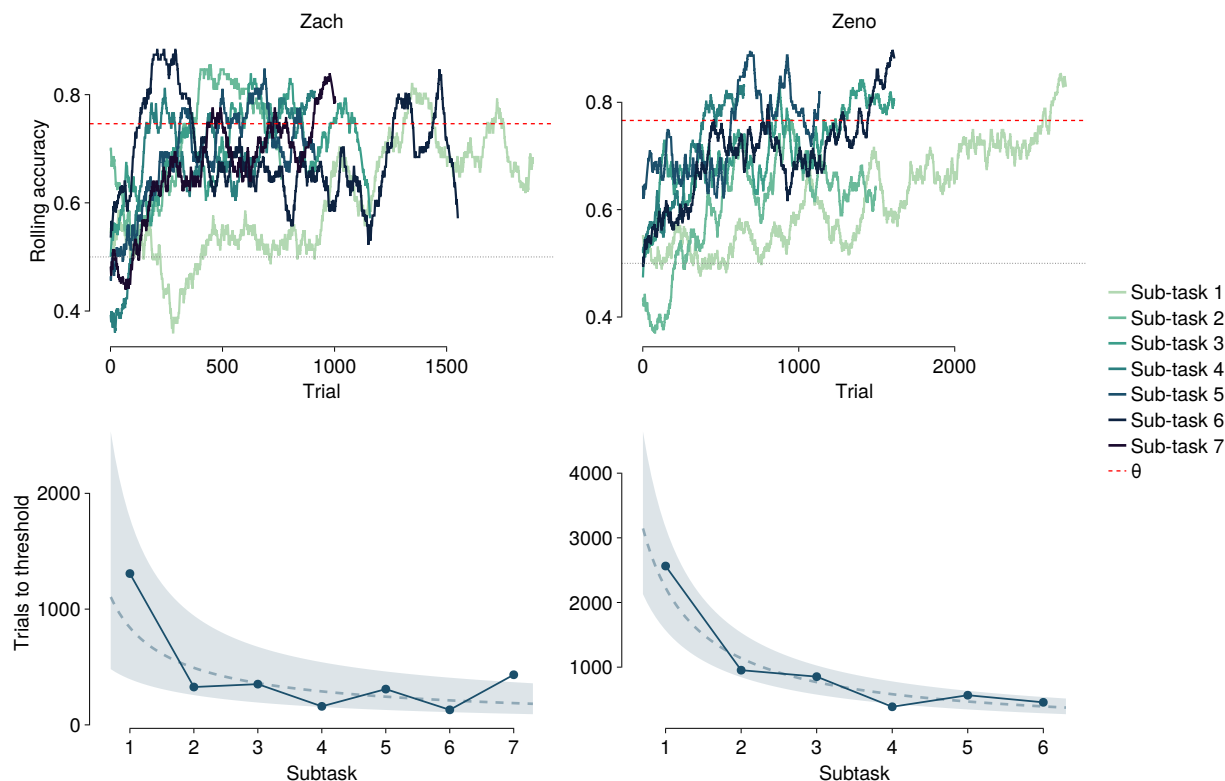 Zach
Zeno
Rolling accuracy
0.8
0.6
0.4
0 500 1000 1500
Trial
0.8
0.6
0.4
0 1000 2000
Trial
Sub-task 1
Sub-task 2
Sub-task 3
Sub-task 4
Sub-task 5
Sub-task 6
Sub-task 7
θ
Trials to threshold
2000
1000
0
1 2 3 4 5 6 7
Subtask
4000
3000
2000
1000
1 2 3 4 5 6
Subtask